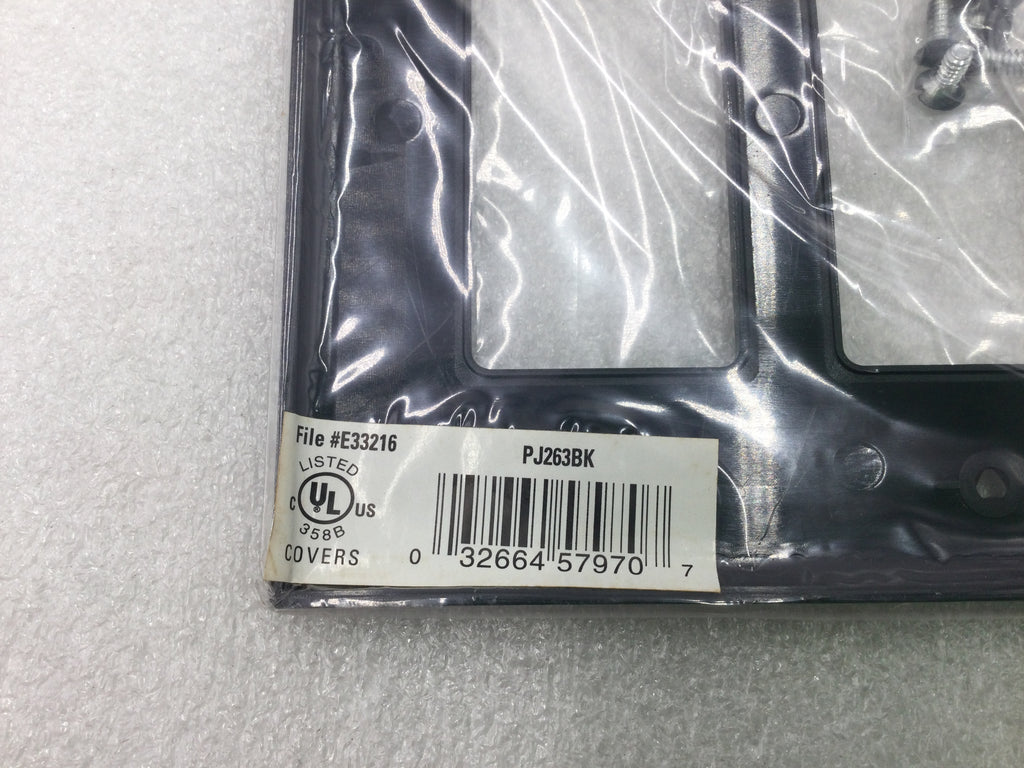 File #E33216
PJ263BK
LISTED
C UL US
358B
COVERS
0 32664 57970 7